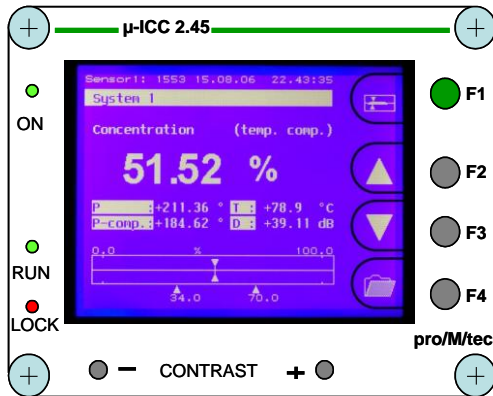 µ-ICC 2.45
ON
RUN
LOCK
Sensor1: 1553 15.08.06 22.43:35
System 1
Concentration (temp. comp.)
51.52 %
P :+211.36 ° T : +78.9 °C
P-comp.:+184.62 ° D : +39.11 dB
0.0 % 100.0
34.0 70.0
F1
F2
F3
F4
pro/M/tec
− CONTRAST +